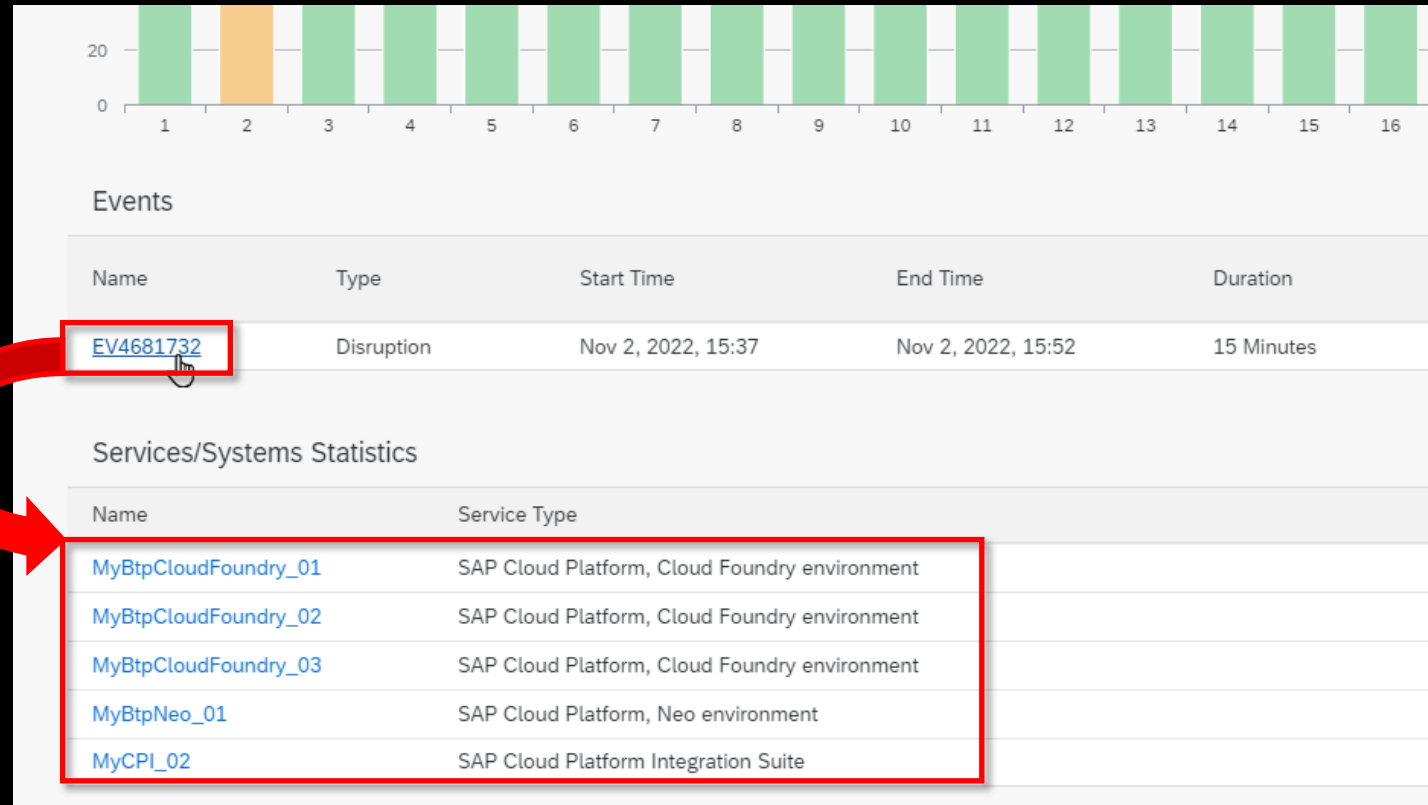 20
0
1 2 3 4 5 6 7 8 9 10 11 12 13 14 15 16
Events
Name Type Start Time End Time Duration
EV4681732 Disruption Nov 2, 2022, 15:37 Nov 2, 2022, 15:52 15 Minutes
Services/Systems Statistics
Name Service Type
MyBtpCloudFoundry_01 SAP Cloud Platform, Cloud Foundry environment
MyBtpCloudFoundry_02 SAP Cloud Platform, Cloud Foundry environment
MyBtpCloudFoundry_03 SAP Cloud Platform, Cloud Foundry environment
MyBtpNeo_01 SAP Cloud Platform, Neo environment
MyCPI_02 SAP Cloud Platform Integration Suite